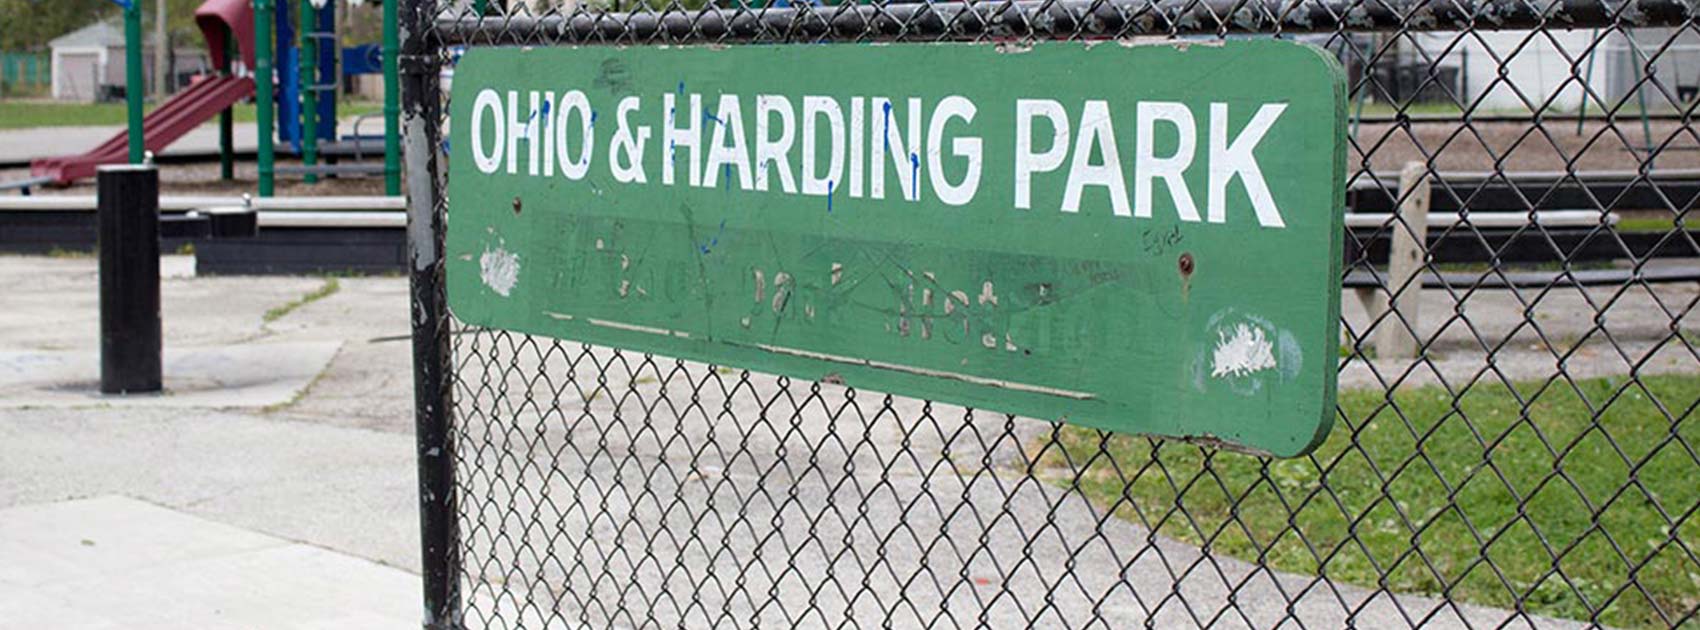 OHIO & HARDING PARK